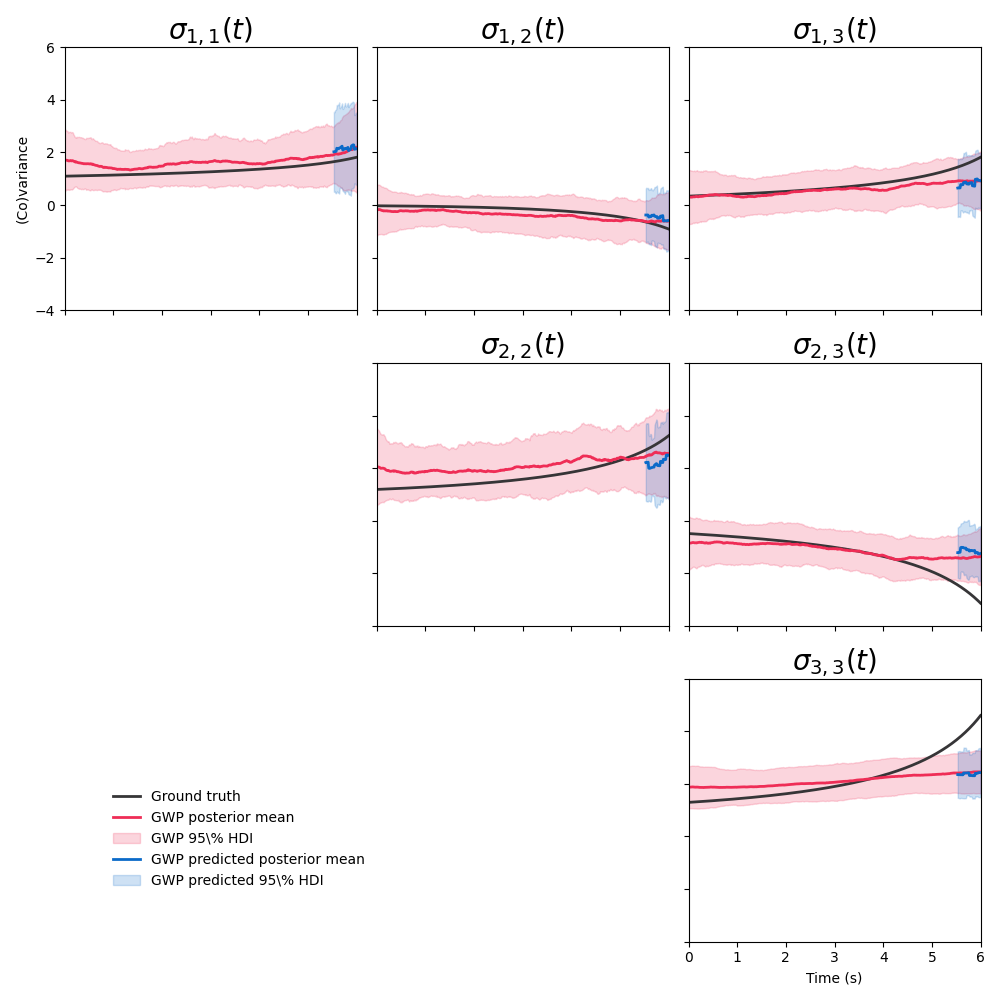 σ1,1(t)
σ1,2(t)
σ1,3(t)
6
4
2
0
−2
−4
(Co)variance
σ2,2(t)
σ2,3(t)
σ3,3(t)
Ground truth
GWP posterior mean
GWP 95\% HDI
GWP predicted posterior mean
GWP predicted 95\% HDI
0 1 2 3 4 5 6
Time (s)